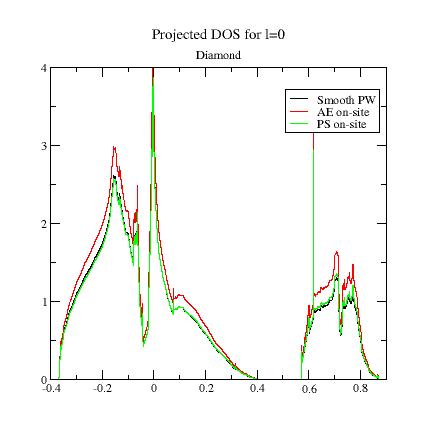 Projected DOS for l=0
Diamond
4
3
2
1
0
Smooth PW
AE on-site
PS on-site
-0.4 -0.2 0 0.2 0.4 0.6 0.8